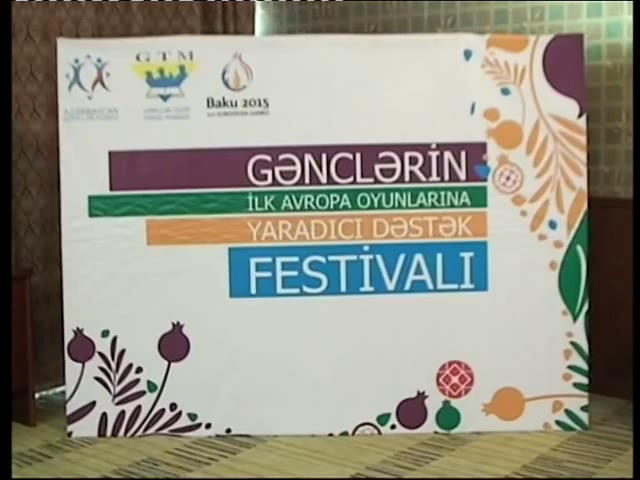 GTM
Baku 2015
GƏNCLƏRİN
İLK AVROPA OYUNLARINA
YARADICI DƏSTƏK
FESTİVALI